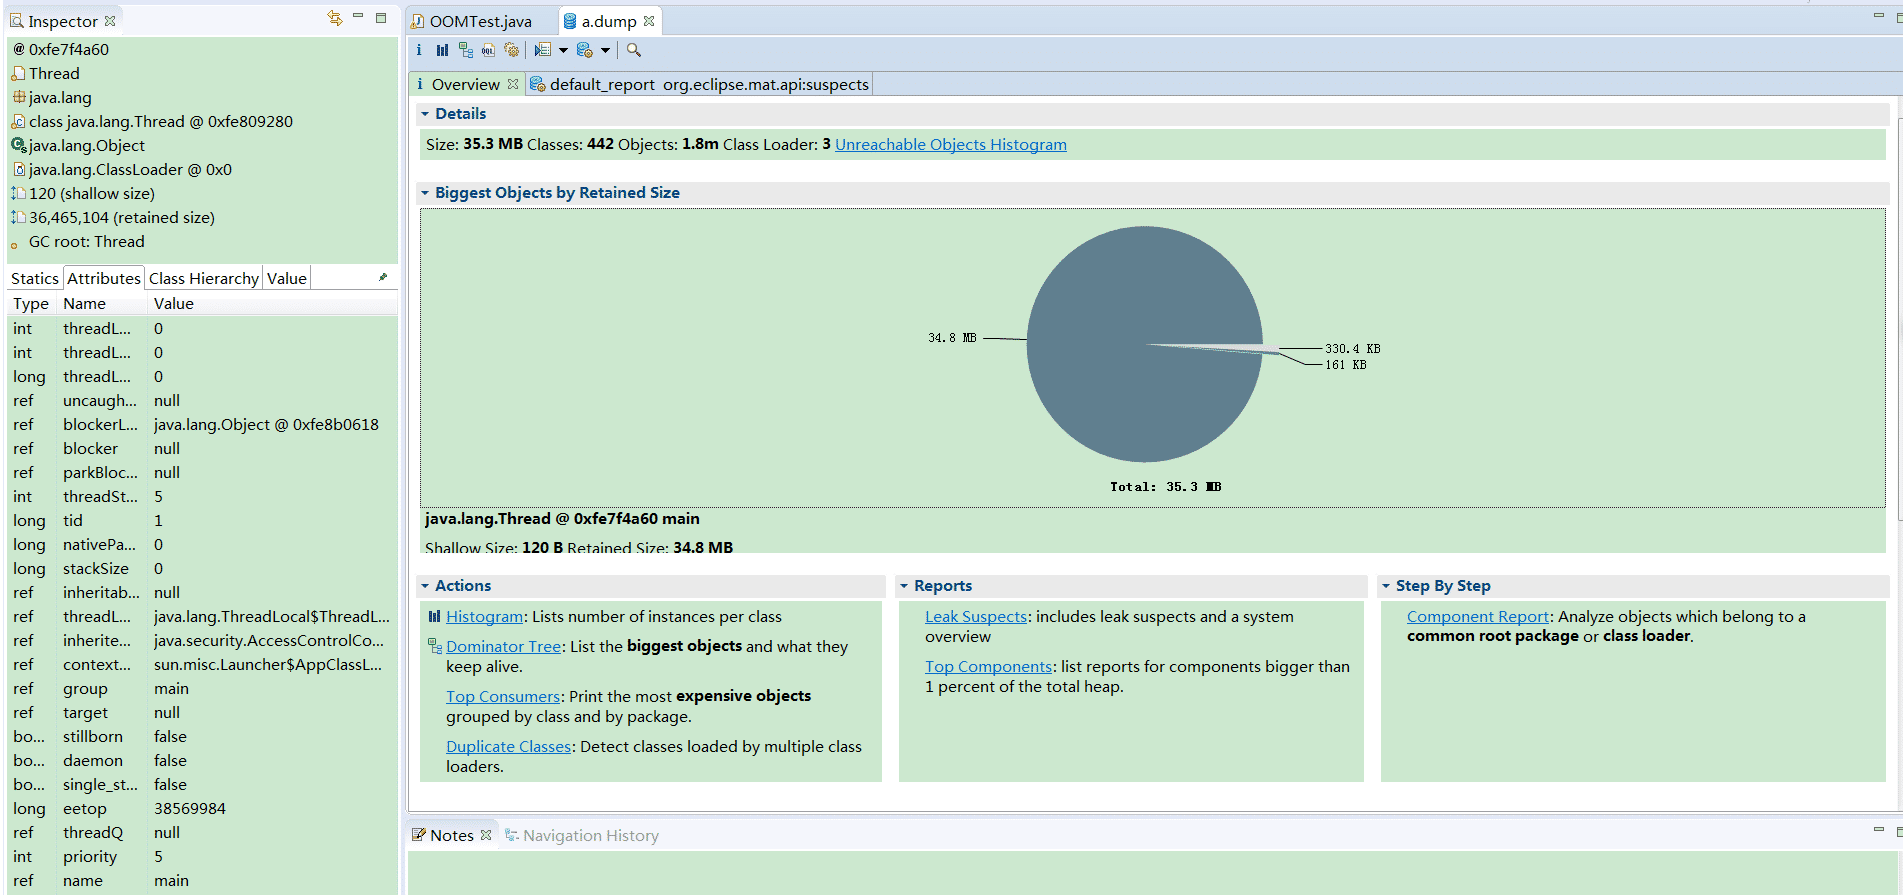 Inspector
@ 0xfe7f4a60
Thread
java.lang
class java.lang.Thread @ 0xfe809280
java.lang.Object
java.lang.ClassLoader @ 0x0
120 (shallow size)
36,465,104 (retained size)
GC root: Thread
Statics Attributes Class Hierarchy Value
Type Name Value
int threadL... 0
int threadL... 0
long threadL... 0
ref uncaugh... null
ref blockerL... java.lang.Object @ 0xfe8b0618
ref blocker null
ref parkBloc... null
int threadSt... 5
long tid 1
long nativePa... 0
long stackSize 0
ref inheritab... null
ref threadL... java.lang.ThreadLocal$ThreadL...
ref inherite... java.security.AccessControlCo...
ref context... sun.misc.Launcher$AppClassL...
ref group main
ref target null
bo... stillborn false
bo... daemon false
bo... single_st... false
long eetop 38569984
ref threadQ null
int priority 5
ref name main
OOMTest.java a.dump
Overview default_report org.eclipse.mat.api:suspects
Details
Size: 35.3 MB Classes: 442 Objects: 1.8m Class Loader: 3 Unreachable Objects Histogram
Biggest Objects by Retained Size
34.8 MB
330.4 KB
161 KB
Total: 35.3 MB
java.lang.Thread @ 0xfe7f4a60 main
Shallow Size: 120 B Retained Size: 34.8 MB
Actions
Histogram: Lists number of instances per class
Dominator Tree: List the biggest objects and what they
keep alive.
Top Consumers: Print the most expensive objects
grouped by class and by package.
Duplicate Classes: Detect classes loaded by multiple class
loaders.
Reports
Leak Suspects: includes leak suspects and a system
overview
Top Components: list reports for components bigger than
1 percent of the total heap.
Step By Step
Component Report: Analyze objects which belong to a
common root package or class loader.
Notes Navigation History